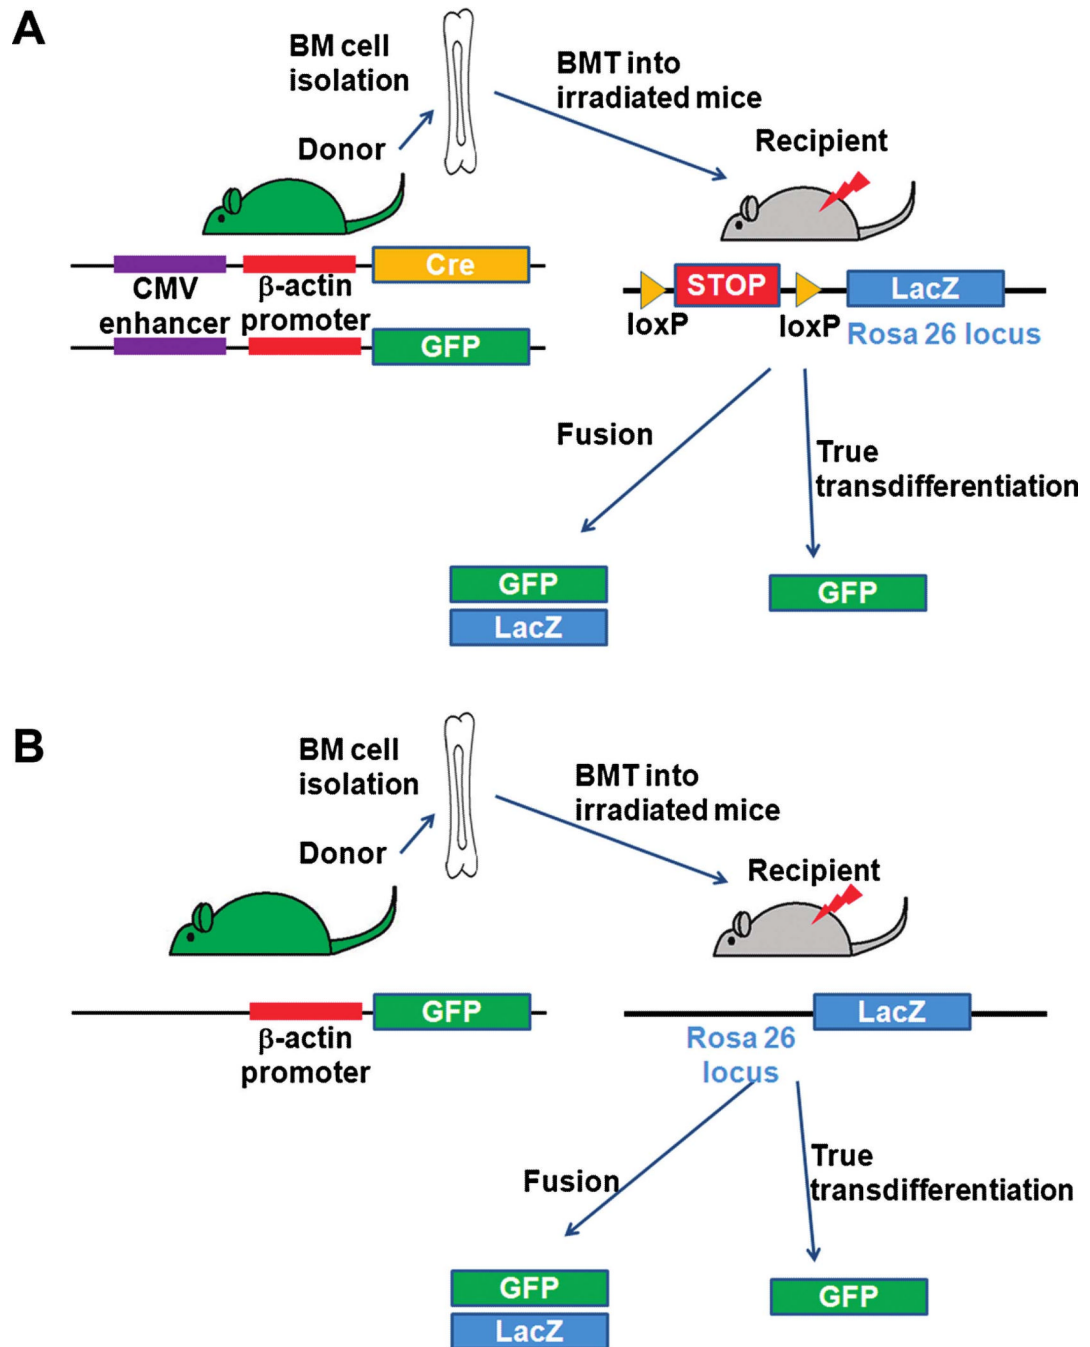 A
BM cell
isolation
BMT into
irradiated mice
Donor
Recipient
Cre
CMV
enhancer
β-actin
promoter
GFP
STOP
LacZ
loxP
loxP
Rosa 26 locus
Fusion
True
transdifferentiation
GFP
LacZ
GFP
B
BM cell
isolation
BMT into
irradiated mice
Donor
Recipient
GFP
β-actin
promoter
LacZ
Rosa 26
locus
Fusion
True
transdifferentiation
GFP
LacZ
GFP